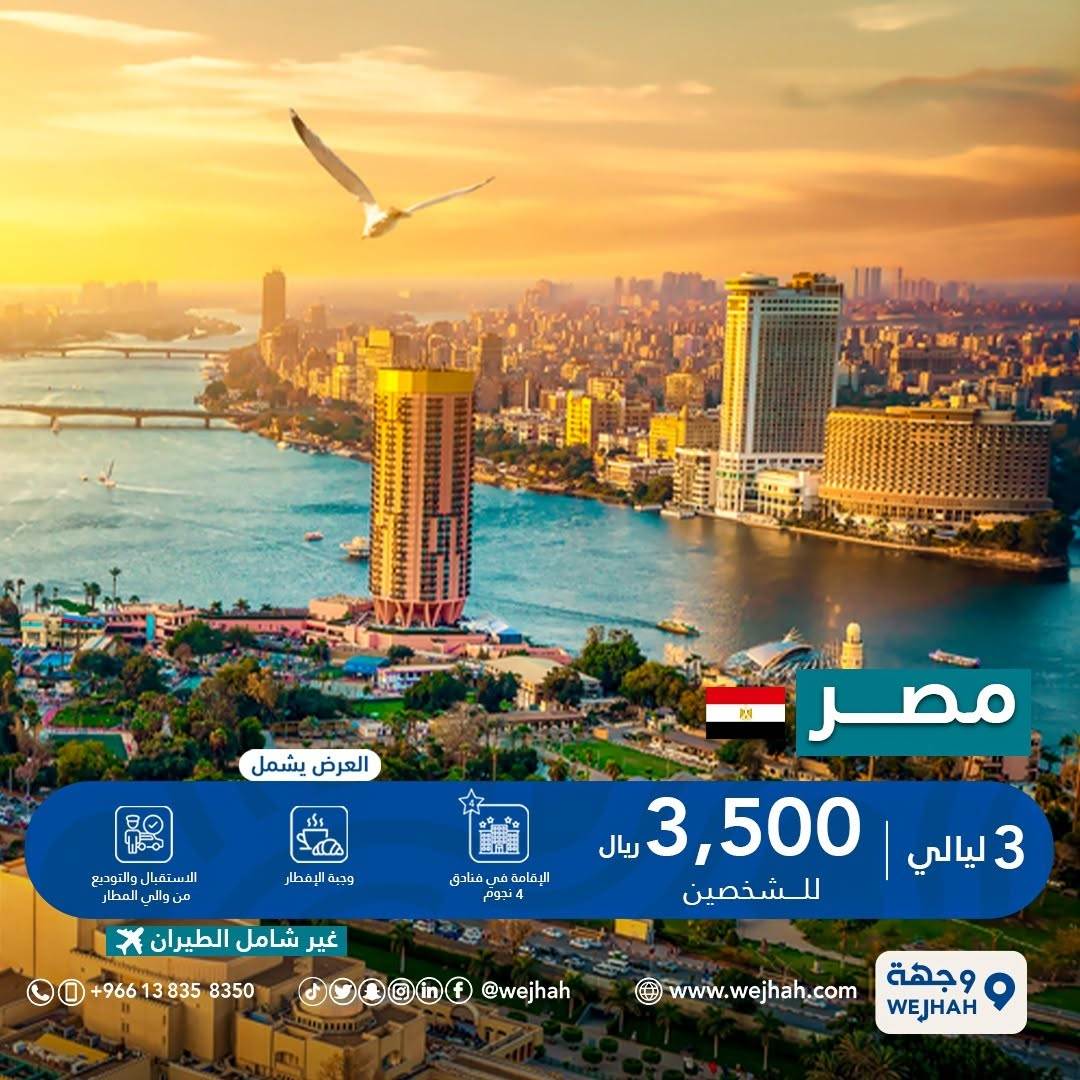 مصر
العرض يشمل
3 ليالي
3,500 ريال
للشخصين
4
الإقامة في فنادق
4 نجوم
وجبة الإفطار
الاستقبال والتوديع
من والي المطار
غير شامل الطيران
وجهة
WEJHAH
www.wejhah.com
@wejhah
+966 13 835 8350